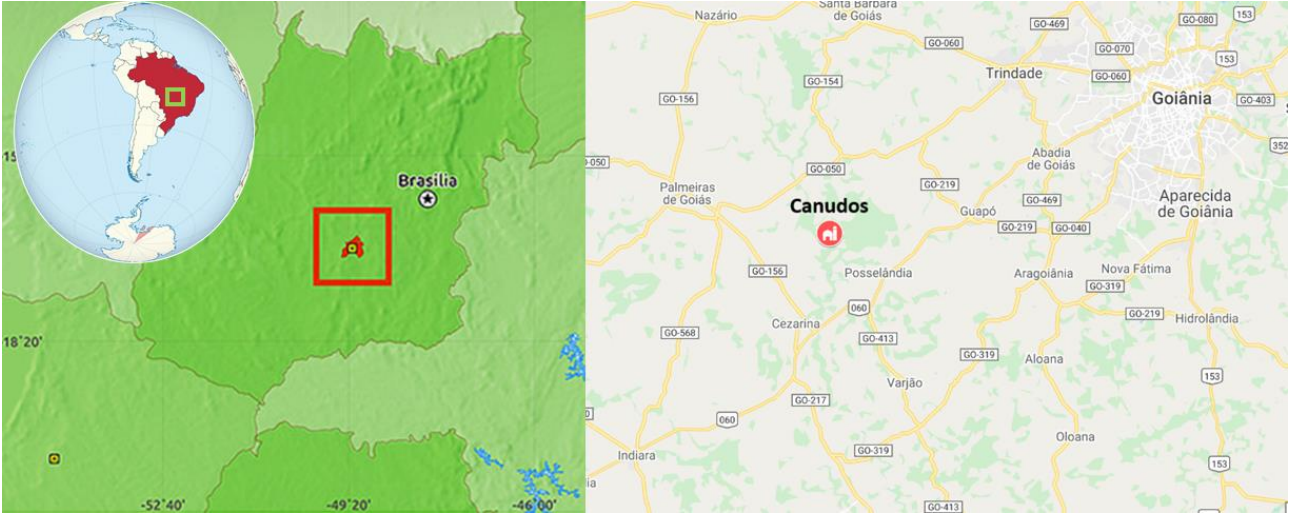 Brasilia
15
18°20'
-52°40'
-49°20'
-46°00'
Nazário
Santa Bárbara
de Goiás
GO-469
GO-080
153
GO-060
GO-070
153
GO-154
Trindade
GO-060
GO-156
Goiânia
GO-403
352
Abadia
de Goiás
-050
GO-050
GO-219
Palmeiras
de Goiás
GO-469
Aparecida
de Goiânia
Canudos
Guapó
GO-219
GO-040
GO-156
Posselândia
Aragoiânia
Nova Fátima
060
GO-219
Hidrolândia
Cezarina
GO-568
GO-413
GO-319
Aloana
153
Varjão
GO-217
060
Oloana
GO-319
Indiara
153
ia
GO-413